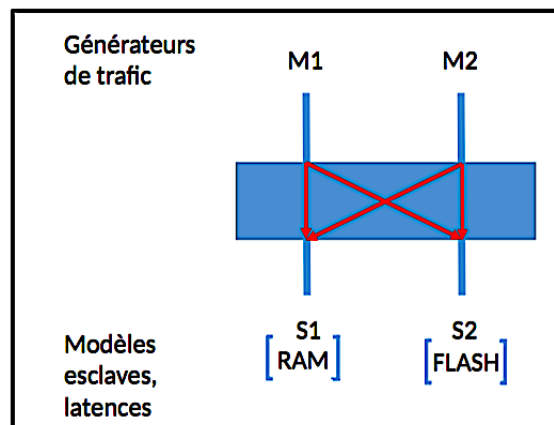 Générateurs
de trafic
M1
M2
S1
[RAM]
S2
[FLASH]
Modèles
esclaves,
latences